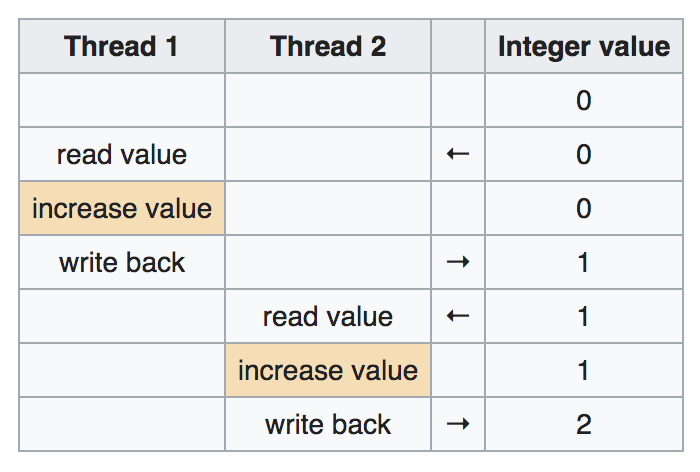 Thread 1 Thread 2 Integer value
0
read value ← 0
increase value 0
write back → 1
read value ← 1
increase value 1
write back → 2